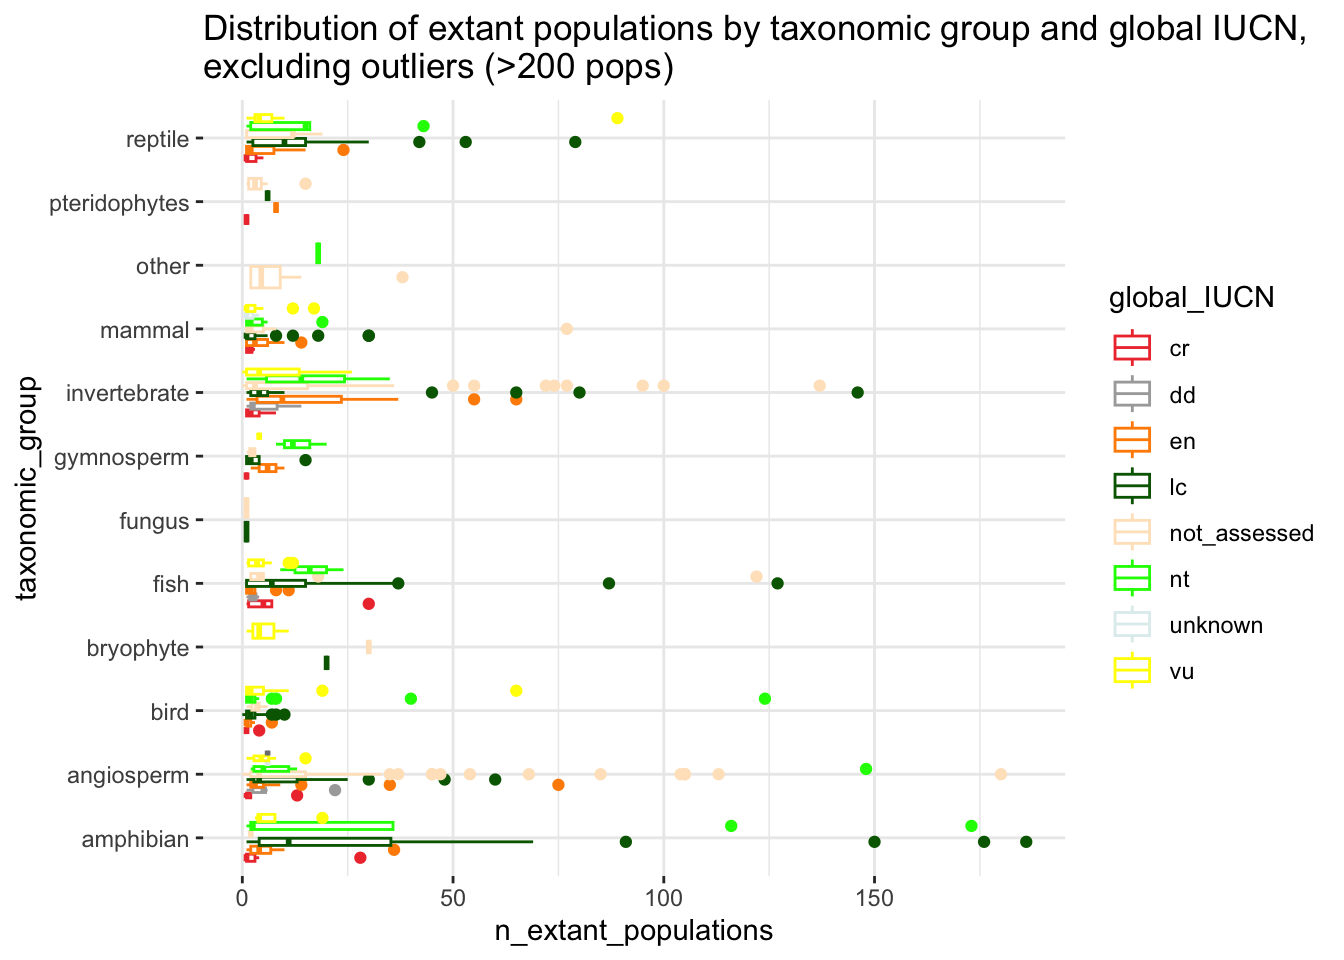 Distribution of extant populations by taxonomic group and global IUCN,
excluding outliers (>200 pops)
taxonomic_group
reptile
pteridophytes
other
mammal
invertebrate
gymnosperm
fungus
fish
bryophyte
bird
angiosperm
amphibian
0 50 100 150
n_extant_populations
global_IUCN
cr
dd
en
lc
not_assessed
nt
unknown
vu